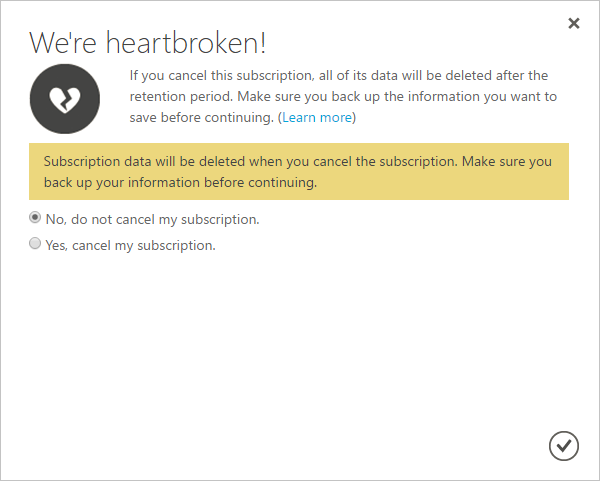 We're heartbroken!
If you cancel this subscription, all of its data will be deleted after the
retention period. Make sure you back up the information you want to
save before continuing. (Learn more)
Subscription data will be deleted when you cancel the subscription. Make sure you
back up your information before continuing.
No, do not cancel my subscription.
Yes, cancel my subscription.